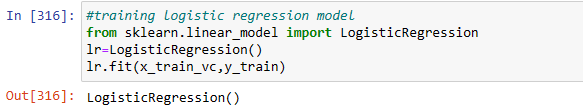 In [316]: #training Logistic regression model
from sklearn.linear_model import LogisticRegression
lr=LogisticRegression()
lr.fit(x_train_vc,y_train)
Out[316]: LogisticRegression()